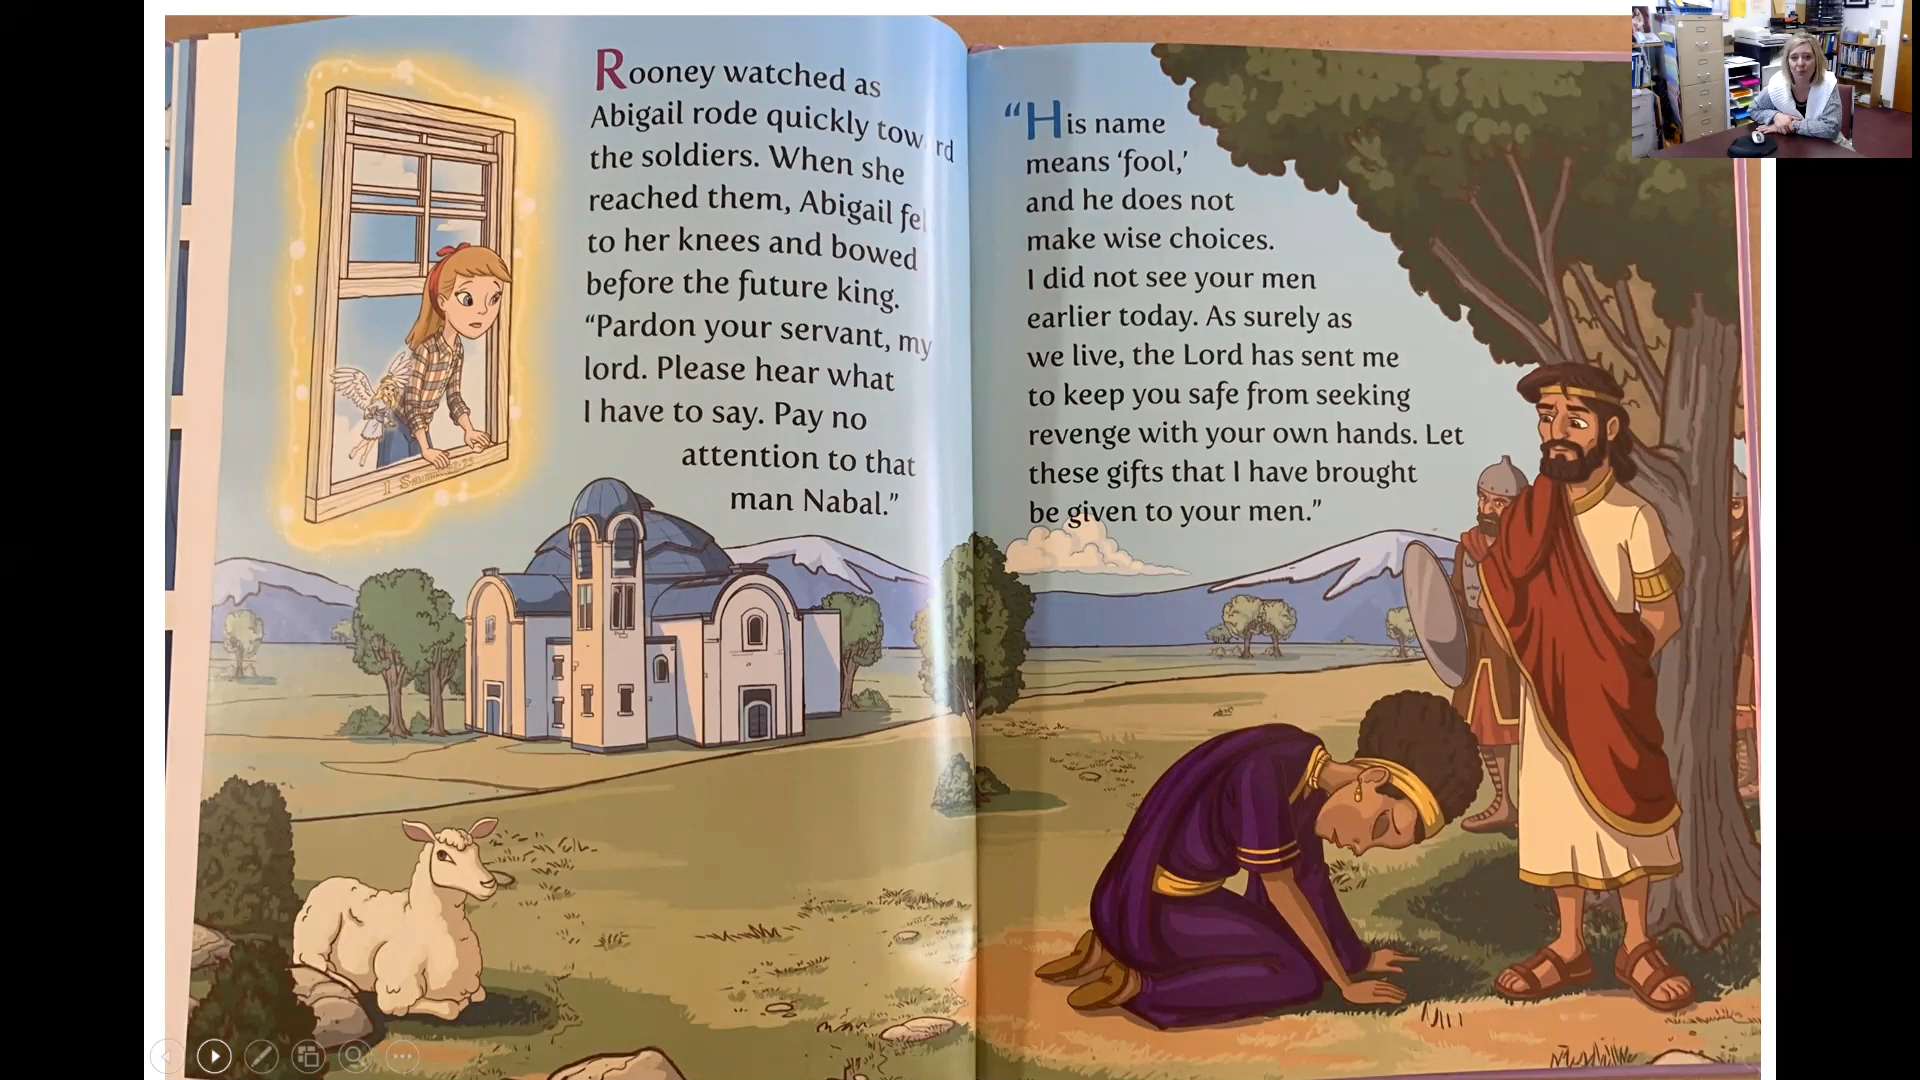 Rooney watched as
Abigail rode quickly tow rd
the soldiers. When she
reached them, Abigail fel
to her knees and bowed
before the future king.
“Pardon your servant, my
lord. Please hear what
I have to say. Pay no
attention to that
man Nabal.”
“His name
means ‘fool,’
and he does not
make wise choices.
I did not see your men
earlier today. As surely as
we live, the Lord has sent me
to keep you safe from seeking
revenge with your own hands. Let
these gifts that I have brought
be given to your men.”